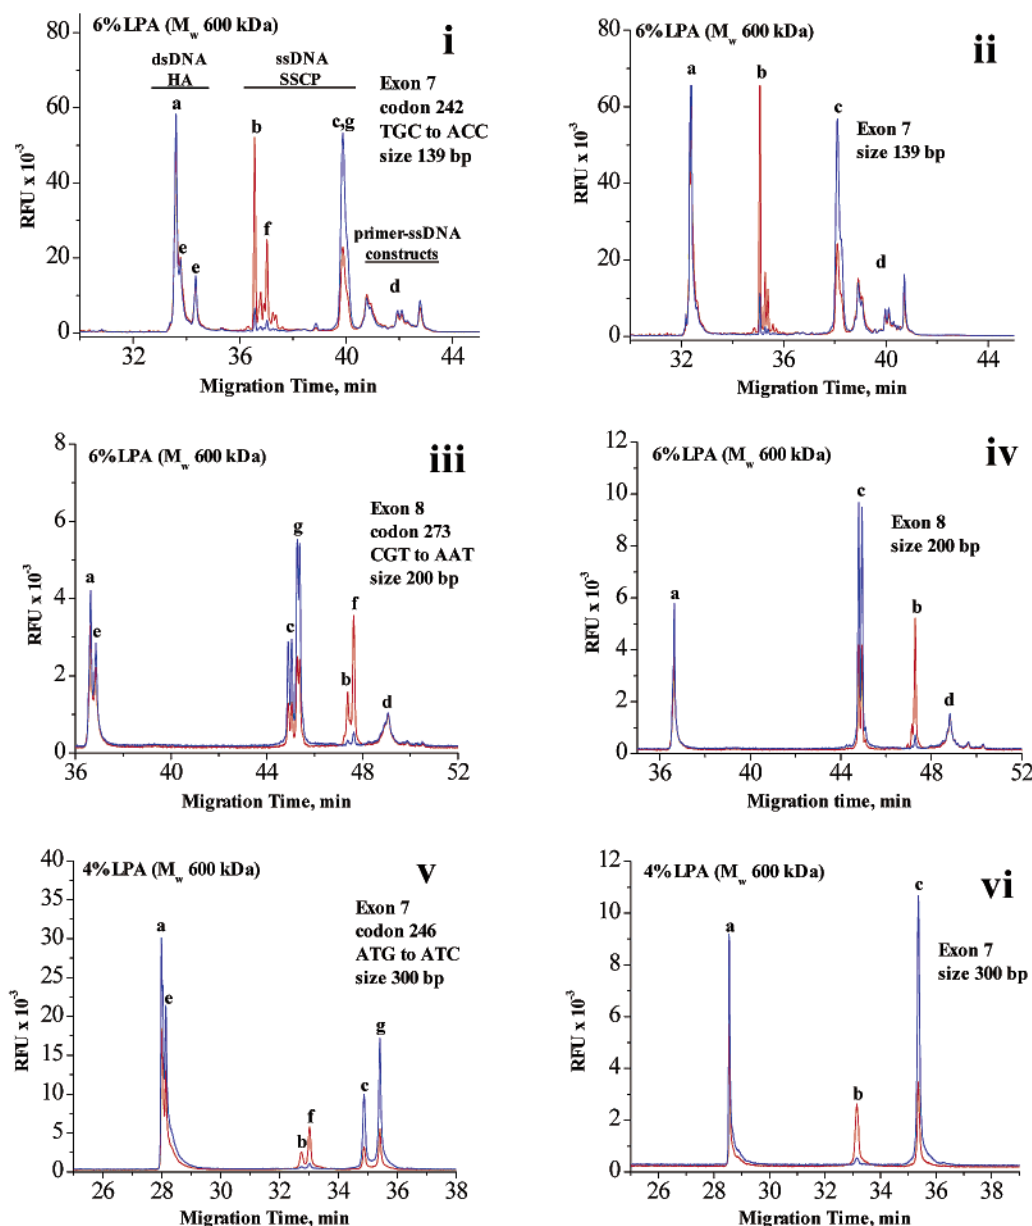 6%LPA (Mw 600 kDa)
i
dsDNA
HA
ssDNA
SSCP
Exon 7
codon 242
TGC to ACC
size 139 bp
a
e
e
b
f
c,g
primer-ssDNA
constructs
d
80
60
40
20
0
RFU x 10⁻³
36 40 44
Migration Time, min
6%LPA (Mw 600 kDa)
ii
Exon 7
size 139 bp
a
b
c
d
80
60
40
20
0
RFU x 10⁻³
32 36 40 44
Migration Time, min
6%LPA (Mw 600 kDa)
iii
Exon 8
codon 273
CGT to AAT
size 200 bp
a
e
c
g
b
f
d
8
6
4
2
0
RFU x 10⁻³
36 40 44 48 52
Migration Time, min
6%LPA (Mw 600 kDa)
iv
Exon 8
size 200 bp
a
c
b
d
12
10
8
6
4
2
0
RFU x 10⁻³
36 40 44 48 52
Migration time, min
4%LPA (Mw 600 kDa)
v
Exon 7
codon 246
ATG to ATC
size 300 bp
a
e
b
f
c
g
40
35
30
25
20
15
10
5
0
RFU x 10⁻³
26 28 30 32 34 36 38
Migration Time, min
4%LPA (Mw 600 kDa)
vi
Exon 7
size 300 bp
a
b
c
12
10
8
6
4
2
0
RFU x 10⁻³
26 28 30 32 34 36 38
Migration Time, min